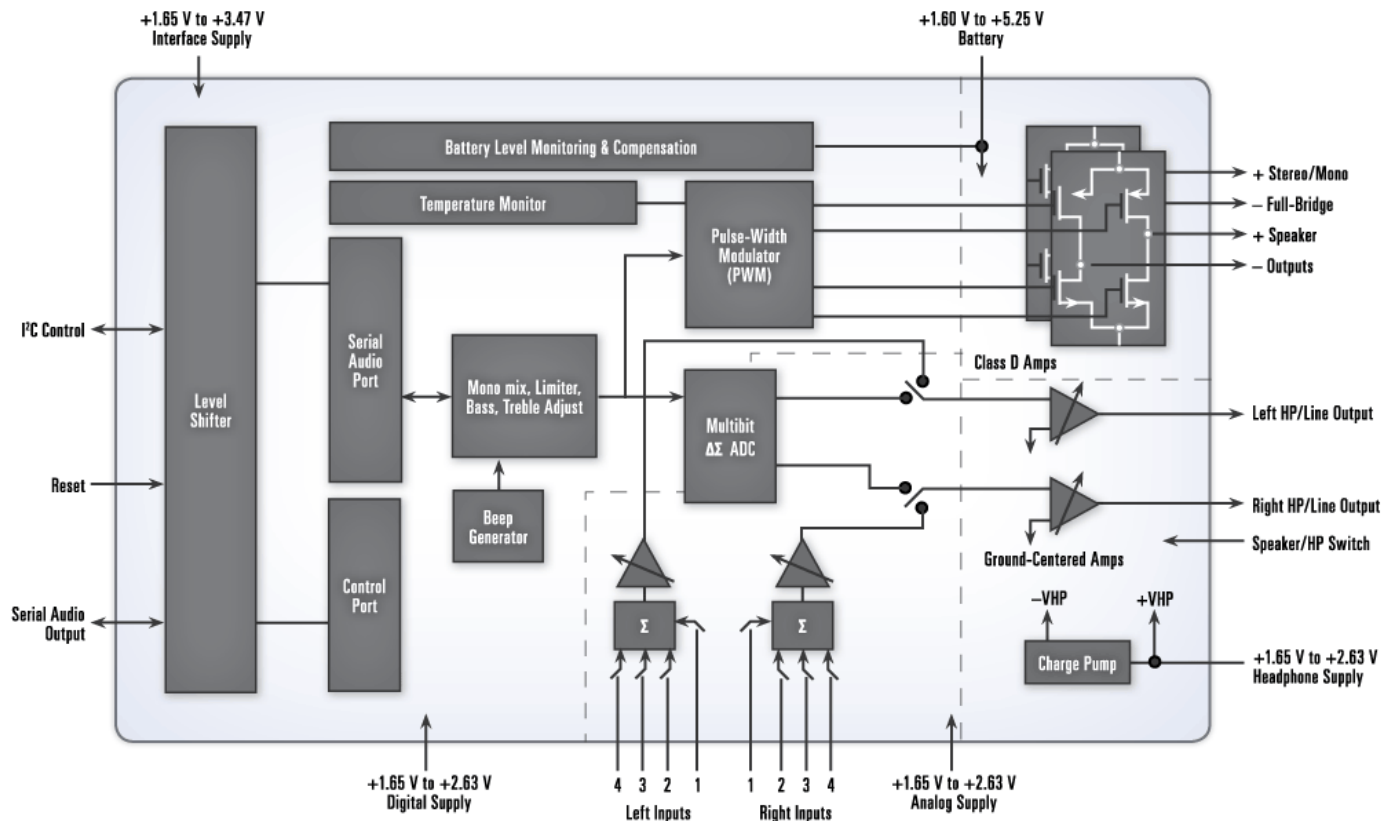 +1.65 V to +3.47 V
Interface Supply
+1.60 V to +5.25 V
Battery
Battery Level Monitoring & Compensation
Temperature Monitor
Pulse-Width
Modulator
(PWM)
+ Stereo/Mono
– Full-Bridge
+ Speaker
– Outputs
I²C Control
Level
Shifter
Serial
Audio
Port
Mono mix, Limiter,
Bass, Treble Adjust
Multibit
ΔΣ ADC
Class D Amps
Left HP/Line Output
Reset
Beep
Generator
Right HP/Line Output
Ground-Centered Amps
Speaker/HP Switch
Serial Audio
Output
Control
Port
Σ
Σ
–VHP
+VHP
Charge Pump
+1.65 V to +2.63 V
Headphone Supply
+1.65 V to +2.63 V
Digital Supply
4 3 2 1
Left Inputs
1 2 3 4
Right Inputs
+1.65 V to +2.63 V
Analog Supply